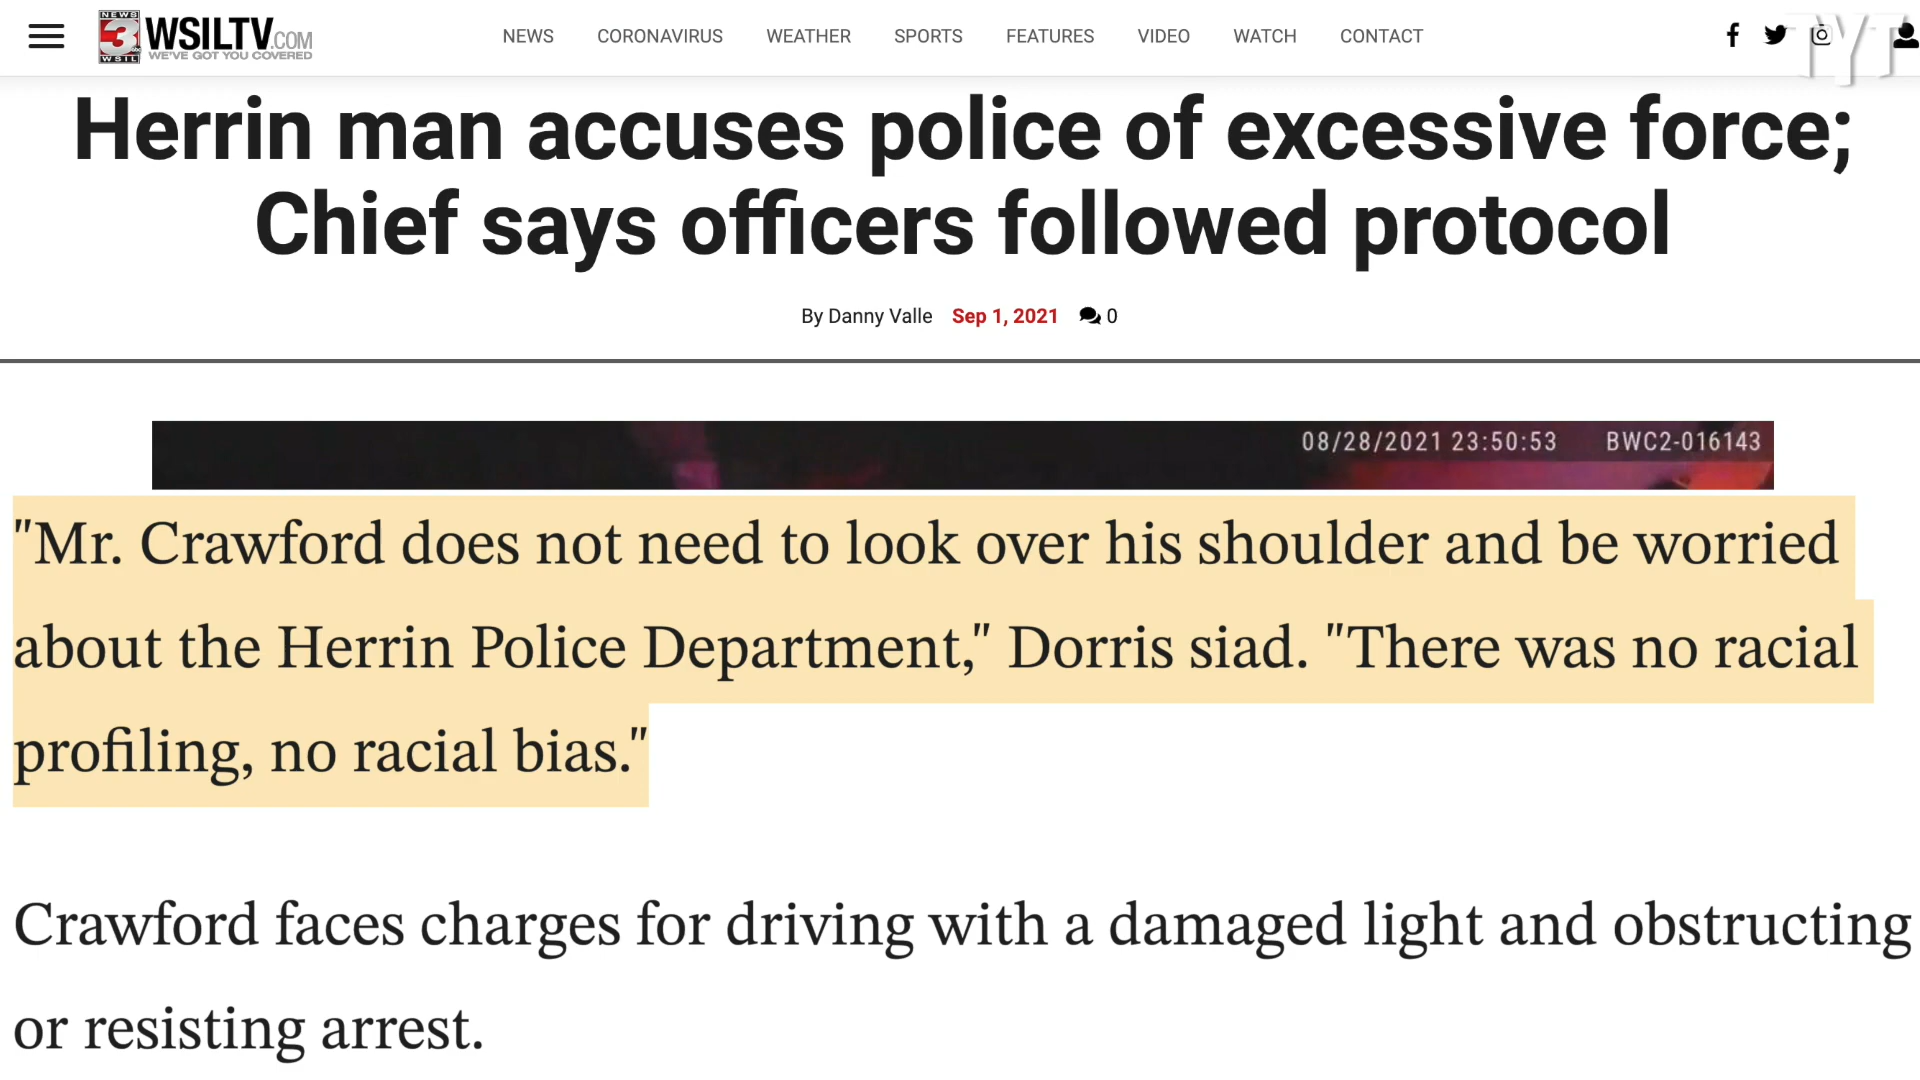 NEWS
3
WSIL
WSILTV.COM
WE'VE GOT YOU COVERED
NEWS CORONAVIRUS WEATHER SPORTS FEATURES VIDEO WATCH CONTACT
TYT
Herrin man accuses police of excessive force;
Chief says officers followed protocol
By Danny Valle Sep 1, 2021 0
08/28/2021 23:50:53 BWC2-016143
"Mr. Crawford does not need to look over his shoulder and be worried
about the Herrin Police Department," Dorris siad. "There was no racial
profiling, no racial bias."
Crawford faces charges for driving with a damaged light and obstructing
or resisting arrest.